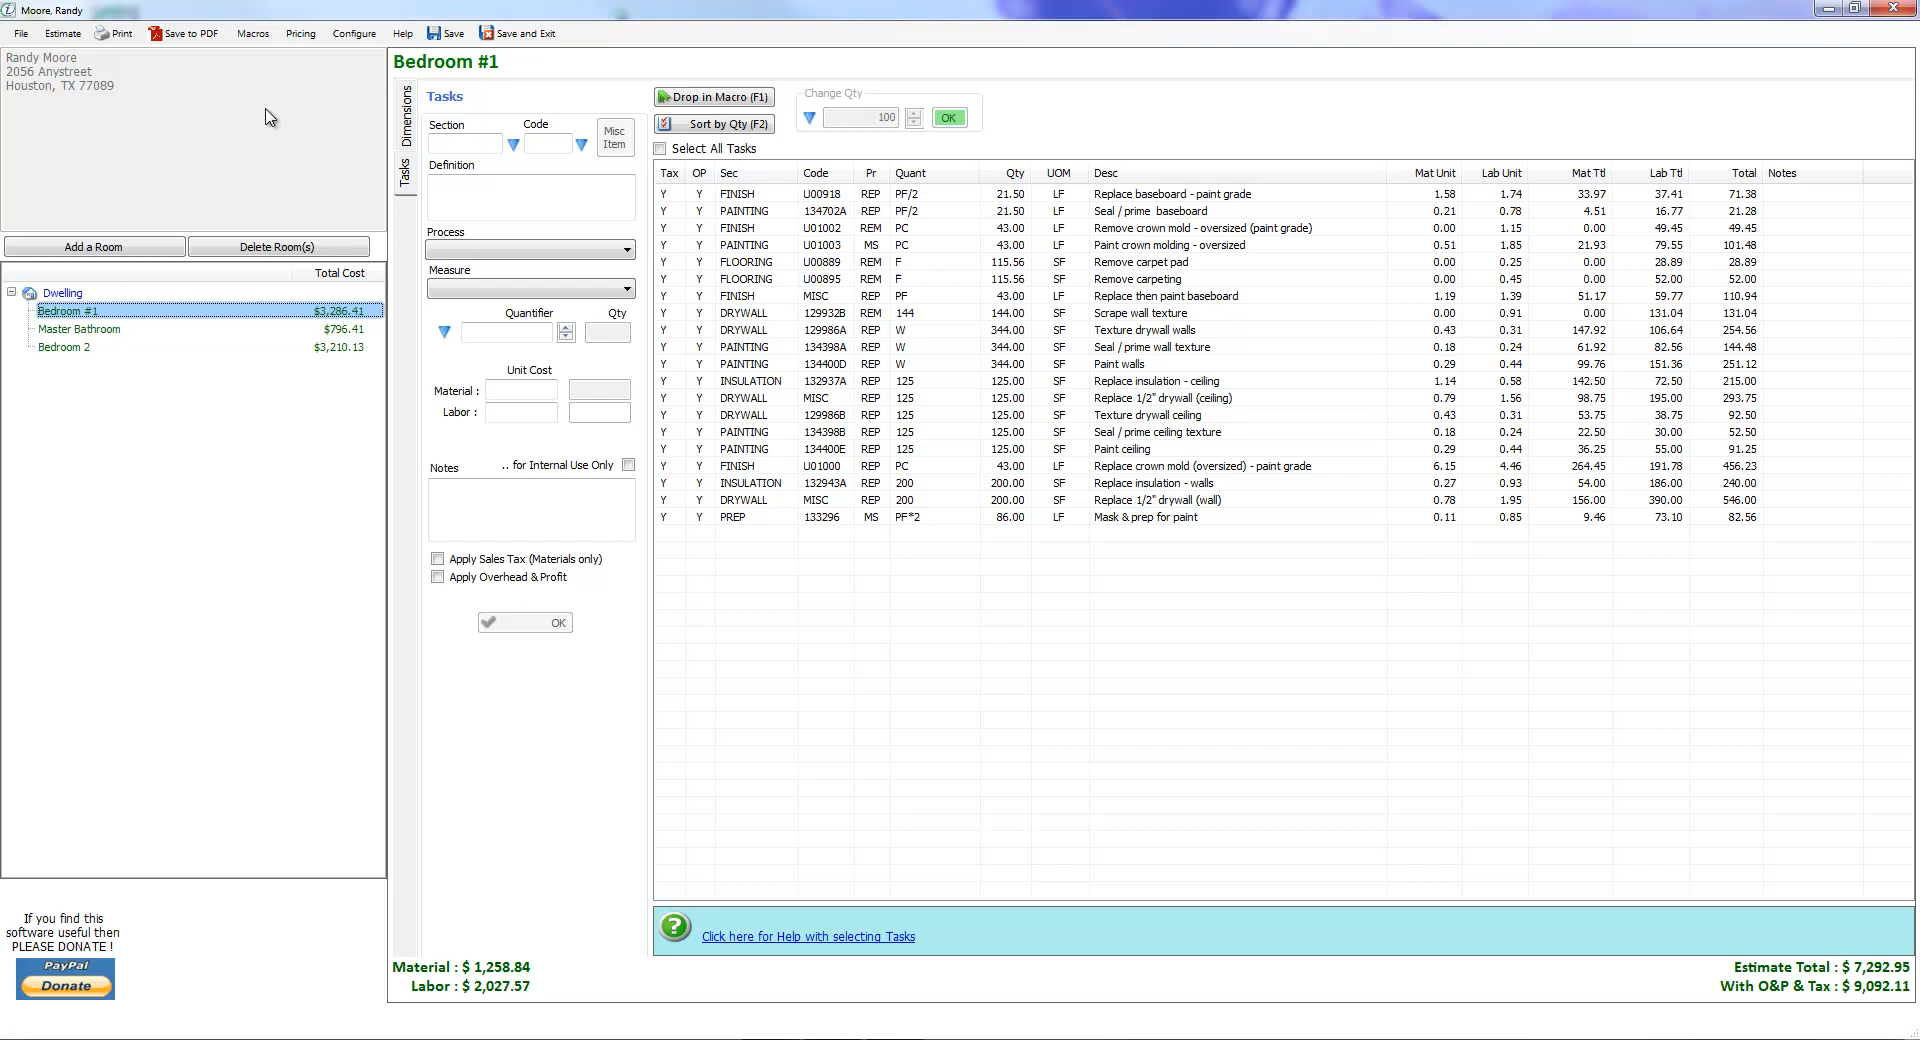 Moore, Randy
File Estimate Print Save to PDF Macros Pricing Configure Help Save Save and Exit
Randy Moore
2056 Anystreet
Houston, TX 77089
Add a Room Delete Room(s)
Total Cost
Dwelling
Bedroom #1 $3,286.41
Master Bathroom $796.41
Bedroom 2 $3,210.13
If you find this
software useful then
PLEASE DONATE !
PayPal
Donate
Bedroom #1
Dimensions
Tasks
Tasks
Section Code
Misc
Item
Definition
Process
Measure
Quantifier Qty
Unit Cost
Material :
Labor :
Notes .. for Internal Use Only
Apply Sales Tax (Materials only)
Apply Overhead & Profit
OK
Drop in Macro (F1)
Sort by Qty (F2)
Change Qty
100 OK
Select All Tasks
Tax OP Sec Code Pr Quant Qty UOM Desc Mat Unit Lab Unit Mat Ttl Lab Ttl Total Notes
Y Y FINISH U00918 REP PF/2 21.50 LF Replace baseboard - paint grade 1.58 1.74 33.97 37.41 71.38
Y Y PAINTING 134702A REP PF/2 21.50 LF Seal / prime baseboard 0.21 0.78 4.51 16.77 21.28
Y Y FINISH U01002 REM PC 43.00 LF Remove crown mold - oversized (paint grade) 0.00 1.15 0.00 49.45 49.45
Y Y PAINTING U01003 MS PC 43.00 LF Paint crown molding - oversized 0.51 1.85 21.93 79.55 101.48
Y Y FLOORING U00889 REM F 115.56 SF Remove carpet pad 0.00 0.25 0.00 28.89 28.89
Y Y FLOORING U00895 REM F 115.56 SF Remove carpeting 0.00 0.45 0.00 52.00 52.00
Y Y FINISH MISC REP PF 43.00 LF Replace then paint baseboard 1.19 1.39 51.17 59.77 110.94
Y Y DRYWALL 129932B REM 144 144.00 SF Scrape wall texture 0.00 0.91 0.00 131.04 131.04
Y Y DRYWALL 129986A REP W 344.00 SF Texture drywall walls 0.43 0.31 147.92 106.64 254.56
Y Y PAINTING 134398A REP W 344.00 SF Seal / prime wall texture 0.18 0.24 61.92 82.56 144.48
Y Y PAINTING 134400D REP W 344.00 SF Paint walls 0.29 0.44 99.76 151.36 251.12
Y Y INSULATION 132937A REP 125 125.00 SF Replace insulation - ceiling 1.14 0.58 142.50 72.50 215.00
Y Y DRYWALL MISC REP 125 125.00 SF Replace 1/2" drywall (ceiling) 0.79 1.56 98.75 195.00 293.75
Y Y DRYWALL 129986B REP 125 125.00 SF Texture drywall ceiling 0.43 0.31 53.75 38.75 92.50
Y Y PAINTING 134398B REP 125 125.00 SF Seal / prime ceiling texture 0.18 0.24 22.50 30.00 52.50
Y Y PAINTING 134400E REP 125 125.00 SF Paint ceiling 0.29 0.44 36.25 55.00 91.25
Y Y FINISH U01000 REP PC 43.00 LF Replace crown mold (oversized) - paint grade 6.15 4.46 264.45 191.78 456.23
Y Y INSULATION 132943A REP 200 200.00 SF Replace insulation - walls 0.27 0.93 54.00 186.00 240.00
Y Y DRYWALL MISC REP 200 200.00 SF Replace 1/2" drywall (wall) 0.78 1.95 156.00 390.00 546.00
Y Y PREP 133296 MS PF*2 86.00 LF Mask & prep for paint 0.11 0.85 9.46 73.10 82.56
Click here for Help with selecting Tasks
Material : $ 1,258.84
Labor : $ 2,027.57
Estimate Total : $ 7,292.95
With O&P & Tax : $ 9,092.11